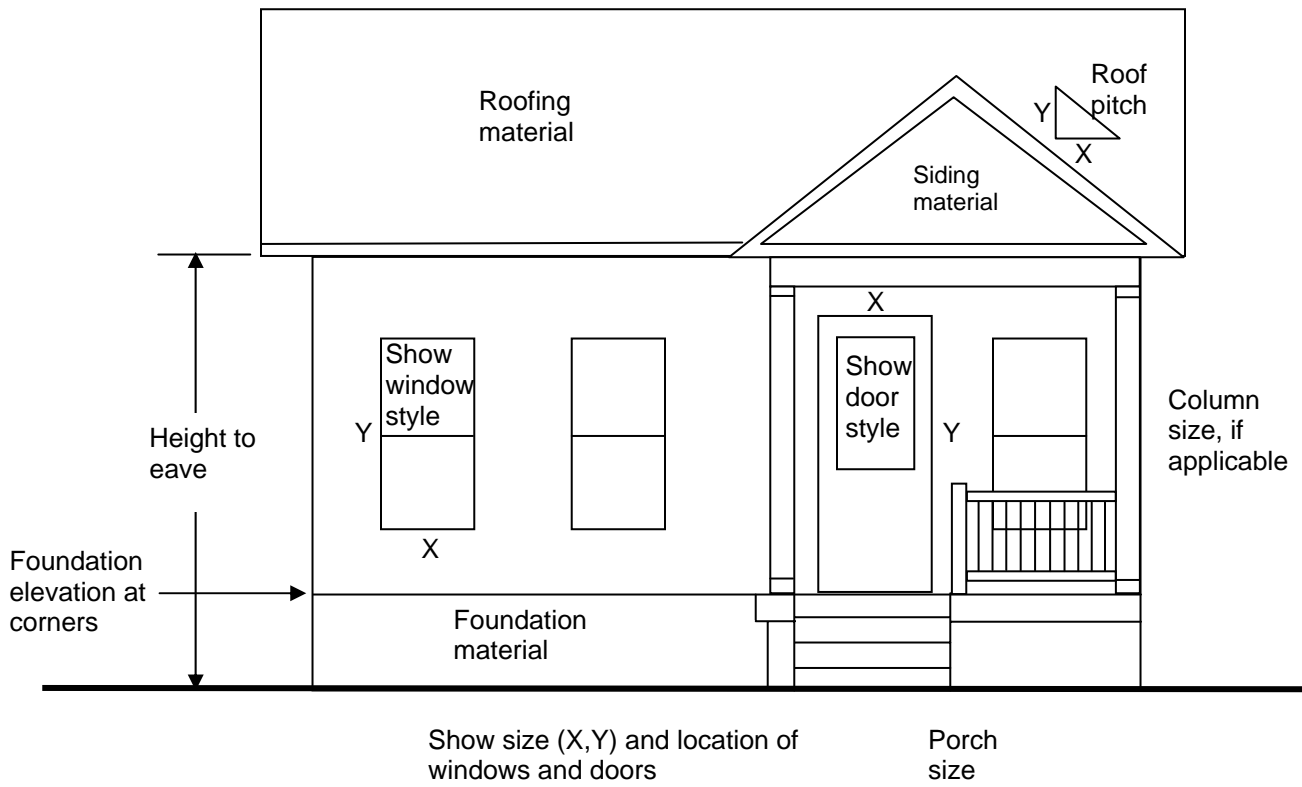 Roofing
material
Roof
pitch
Y
X
Siding
material
X
Show
window
style
Y
X
Show
door
style
Y
Column
size, if
applicable
Height to
eave
Foundation
elevation at
corners
Foundation
material
Show size (X,Y) and location of
windows and doors
Porch
size